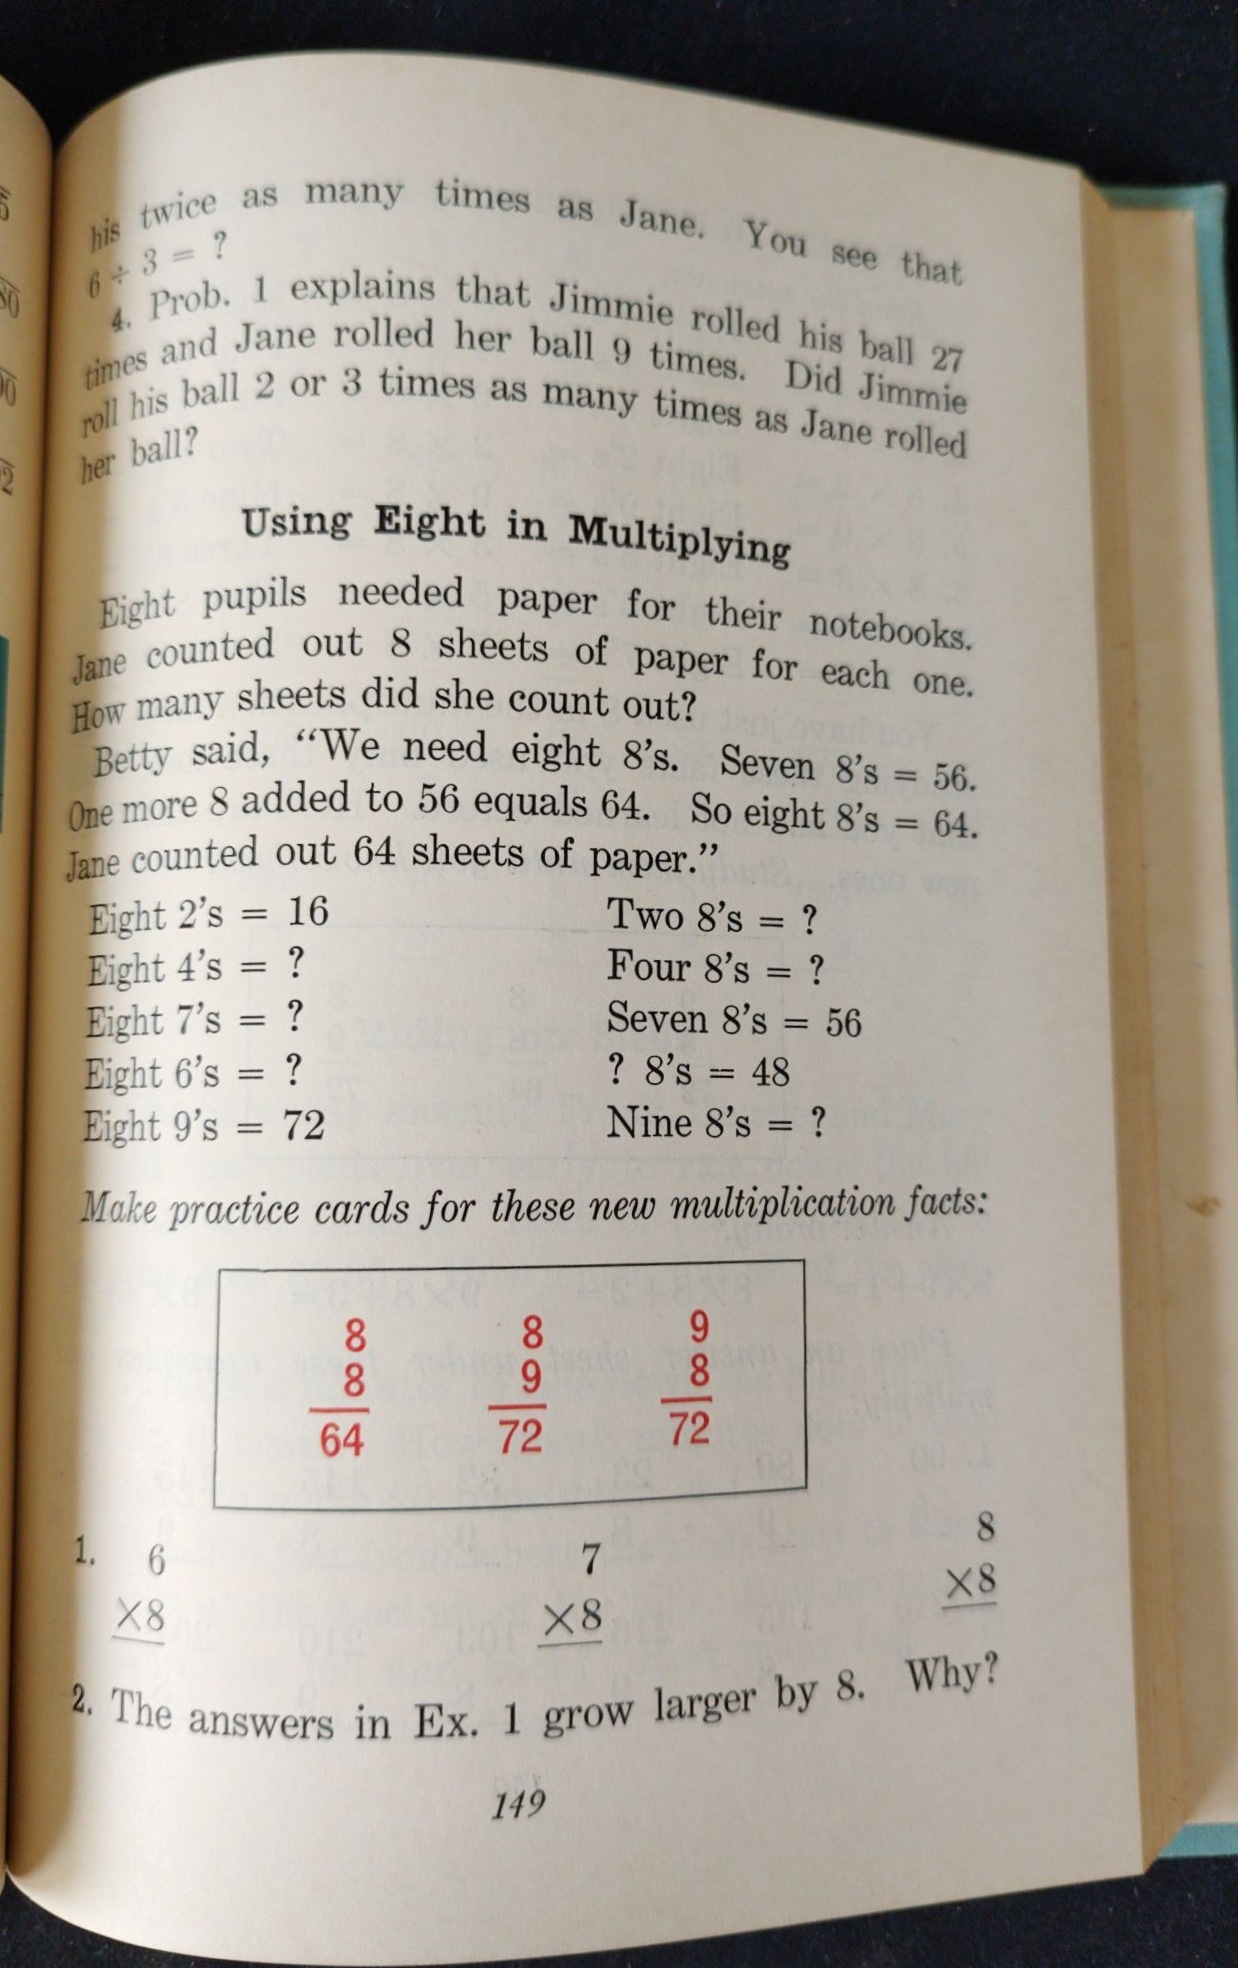 his twice as many times as Jane. You see that
6 ÷ 3 = ?
4. Prob. 1 explains that Jimmie rolled his ball 27
times and Jane rolled her ball 9 times. Did Jimmie
roll his ball 2 or 3 times as many times as Jane rolled
her ball?
Using Eight in Multiplying
Eight pupils needed paper for their notebooks.
Jane counted out 8 sheets of paper for each one.
How many sheets did she count out?
Betty said, “We need eight 8’s. Seven 8’s = 56.
One more 8 added to 56 equals 64. So eight 8’s = 64.
Jane counted out 64 sheets of paper.”
Eight 2’s = 16 Two 8’s = ?
Eight 4’s = ? Four 8’s = ?
Eight 7’s = ? Seven 8’s = 56
Eight 6’s = ? ? 8’s = 48
Eight 9’s = 72 Nine 8’s = ?
Make practice cards for these new multiplication facts:
8 8 9
8 9 8
64 72 72
1. 6 7 8
×8 ×8 ×8
2. The answers in Ex. 1 grow larger by 8. Why?
149